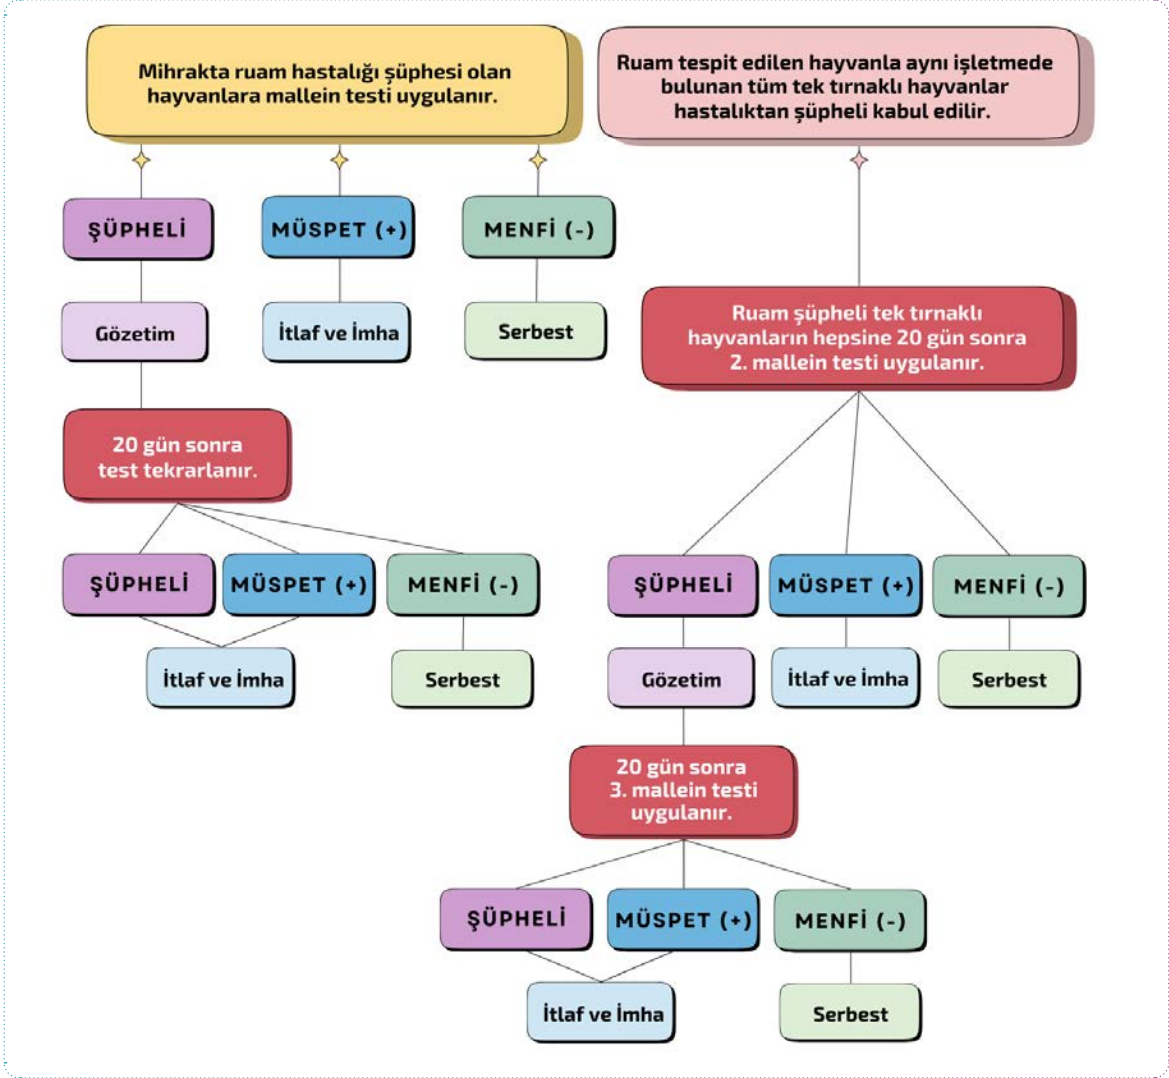 Mihrakta ruam hastalığı şüphesi olan
hayvanlara mallein testi uygulanır.
ŞÜPHELİ
MÜSPET (+)
MENFİ (-)
Gözetim
İtlaf ve İmha
Serbest
20 gün sonra
test tekrarlanır.
ŞÜPHELİ
MÜSPET (+)
MENFİ (-)
İtlaf ve İmha
Serbest
Ruam tespit edilen hayvanla aynı işletmede
bulunan tüm tek tırnaklı hayvanlar
hastalıktan şüpheli kabul edilir.
Ruam şüpheli tek tırnaklı
hayvanların hepsine 20 gün sonra
2. mallein testi uygulanır.
ŞÜPHELİ
MÜSPET (+)
MENFİ (-)
Gözetim
İtlaf ve İmha
Serbest
20 gün sonra
3. mallein testi
uygulanır.
ŞÜPHELİ
MÜSPET (+)
MENFİ (-)
İtlaf ve İmha
Serbest